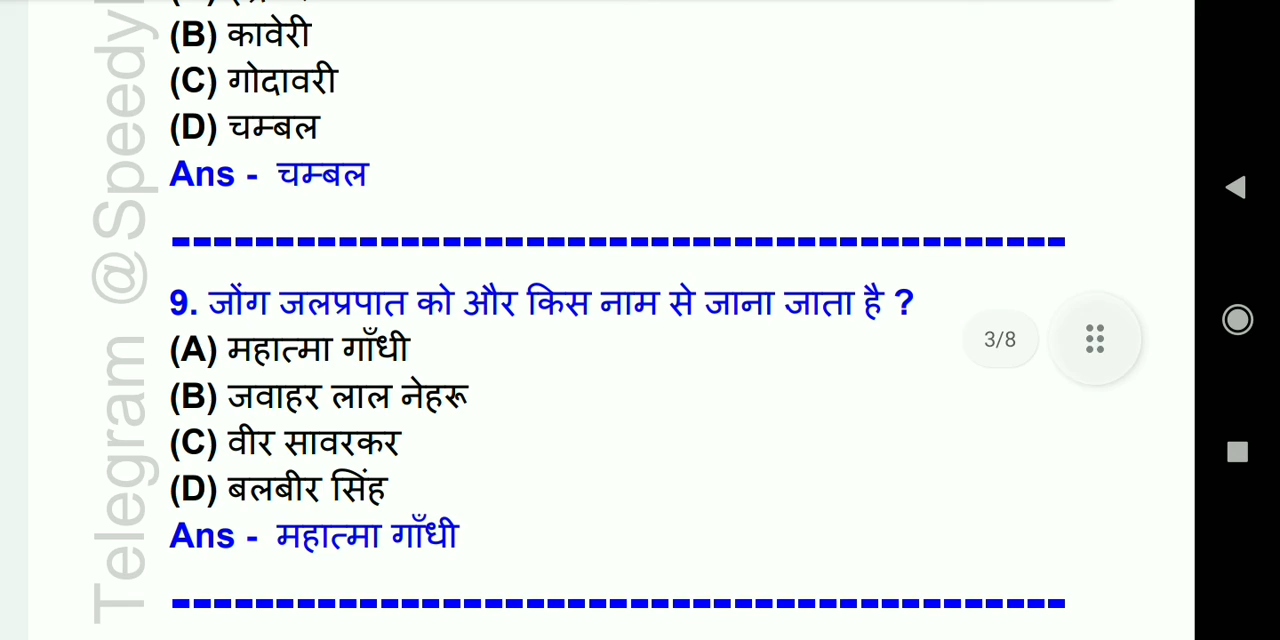 (B) कावेरी
(C) गोदावरी
(D) चम्बल
Ans - चम्बल
9. जोंग जलप्रपात को और किस नाम से जाना जाता है ?
(A) महात्मा गाँधी
(B) जवाहर लाल नेहरू
(C) वीर सावरकर
(D) बलबीर सिंह
Ans - महात्मा गाँधी
3/8
Telegram @Speedy